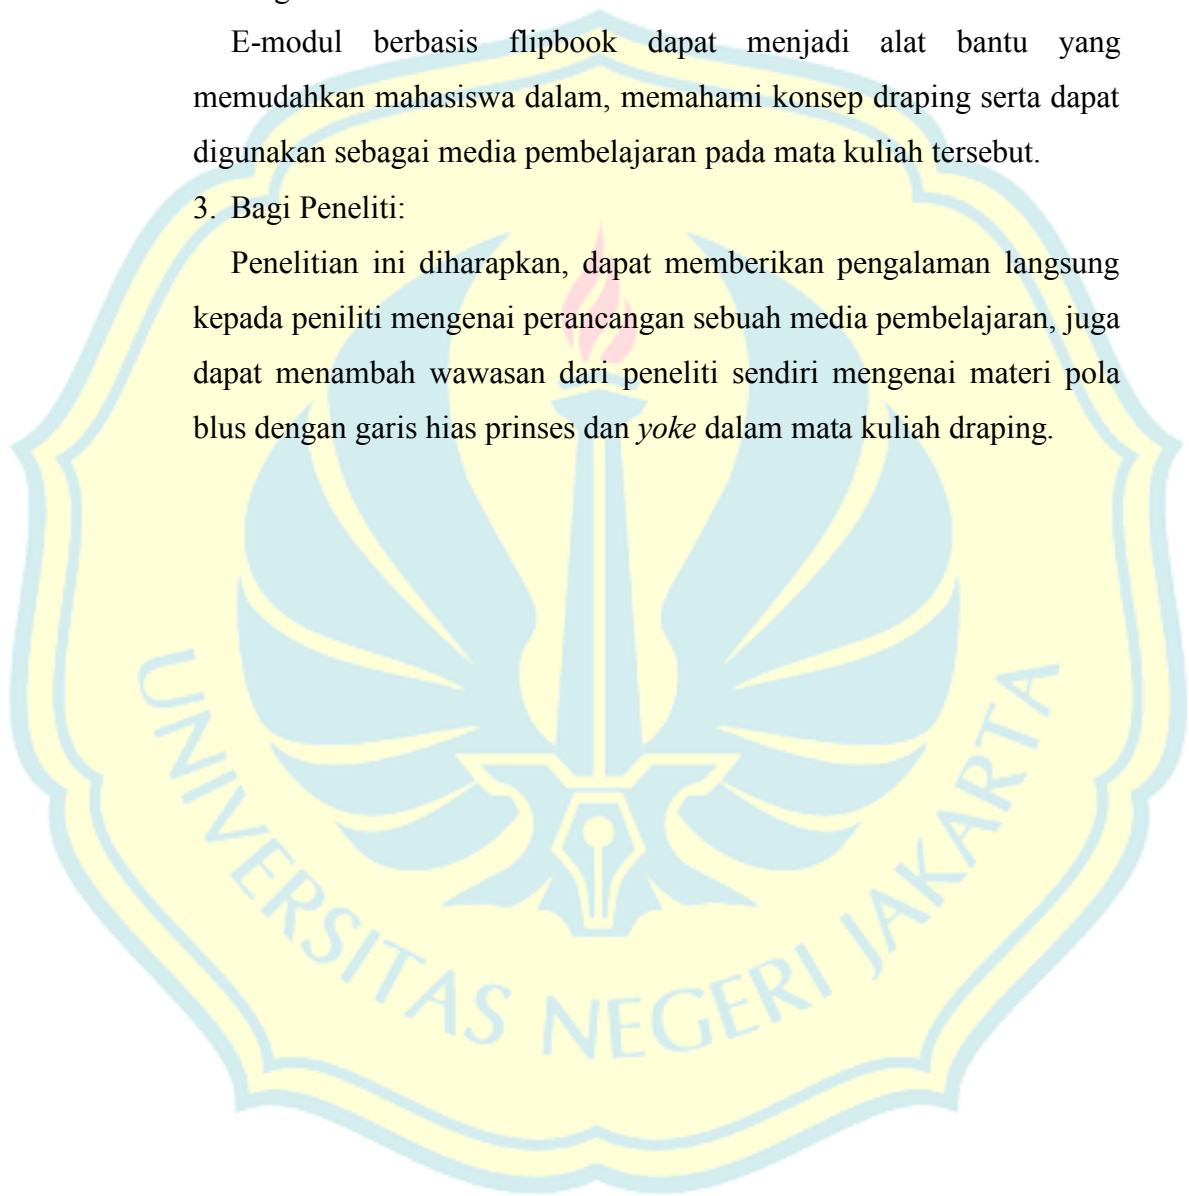 E-modul berbasis flipbook dapat menjadi alat bantu yang
memudahkan mahasiswa dalam, memahami konsep draping serta dapat
digunakan sebagai media pembelajaran pada mata kuliah tersebut.
3. Bagi Peneliti:
Penelitian ini diharapkan, dapat memberikan pengalaman langsung
kepada peniliti mengenai perancangan sebuah media pembelajaran, juga
dapat menambah wawasan dari peneliti sendiri mengenai materi pola
blus dengan garis hias prinses dan yoke dalam mata kuliah draping.
UNIVERSITAS NEGERI JAKARTA